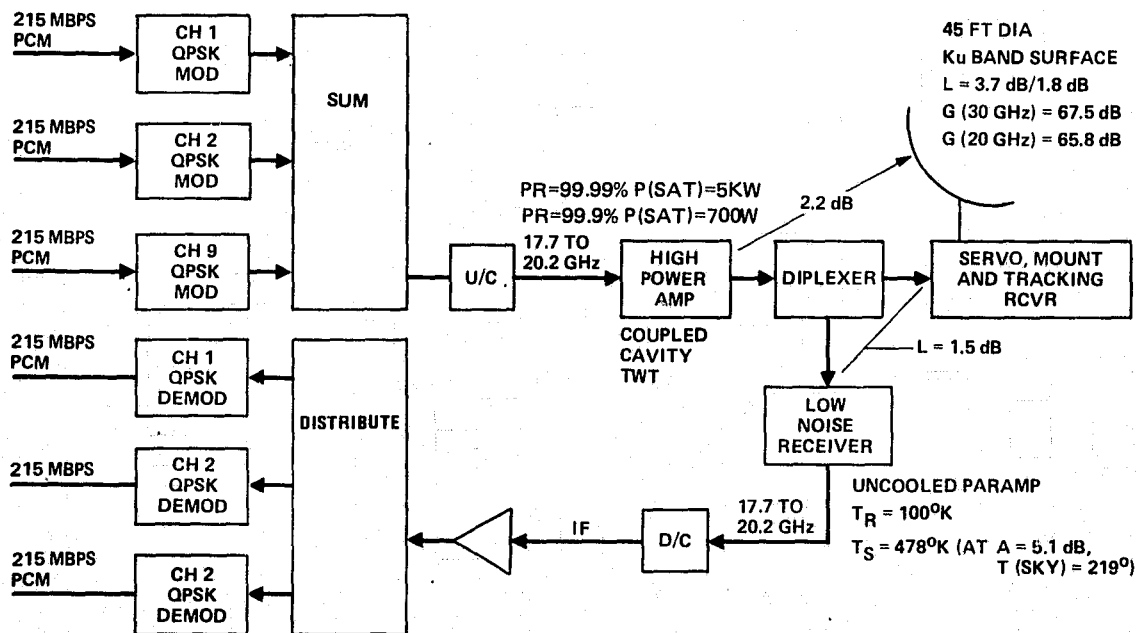 215 MBPS
PCM
CH 1
QPSK
MOD
215 MBPS
PCM
CH 2
QPSK
MOD
215 MBPS
PCM
CH 9
QPSK
MOD
SUM
U/C
17.7 TO
20.2 GHz
PR=99.99% P(SAT)=5KW
PR=99.9% P(SAT)=700W
HIGH
POWER
AMP
COUPLED
CAVITY
TWT
2.2 dB
DIPLEXER
45 FT DIA
Ku BAND SURFACE
L = 3.7 dB/1.8 dB
G (30 GHz) = 67.5 dB
G (20 GHz) = 65.8 dB
SERVO, MOUNT
AND TRACKING
RCVR
L = 1.5 dB
LOW
NOISE
RECEIVER
UNCOOLED PARAMP
TR = 100ºK
TS = 478ºK (AT A = 5.1 dB,
T (SKY) = 219º)
17.7 TO
20.2 GHz
D/C
IF
DISTRIBUTE
215 MBPS
PCM
CH 1
QPSK
DEMOD
215 MBPS
CH 2
QPSK
DEMOD
215 MBPS
PCM
CH 2
QPSK
DEMOD